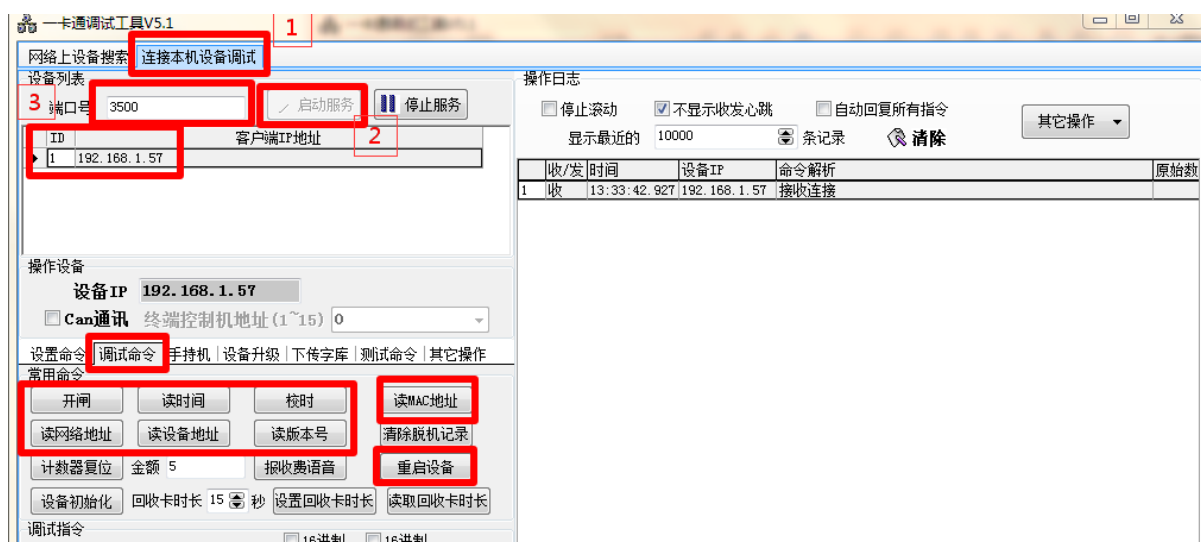 一卡通调试工具V5.1
1
网络上设备搜索 连接本机设备调试
设备列表
3 端口号 3500 启动服务 停止服务
2
ID 客户端IP地址
1 192.168.1.57
操作设备
设备IP 192.168.1.57
Can通讯 终端控制机地址(1~15) 0
设置命令 调试命令 手持机 设备升级 下传字库 测试命令 其它操作
常用命令
开闸 读时间 校时 读MAC地址
读网络地址 读设备地址 读版本号 清除脱机记录
计数器复位 金额 5 报收费语音 重启设备
设备初始化 回收卡时长 15 秒 设置回收卡时长 读取回收卡时长
调试指令
16进制 16进制
操作日志
停止滚动 不显示收发心跳 自动回复所有指令 其它操作
显示最近的 10000 条记录 清除
收/发 时间 设备IP 命令解析 原始数
1 收 13:33:42.927 192.168.1.57 接收连接